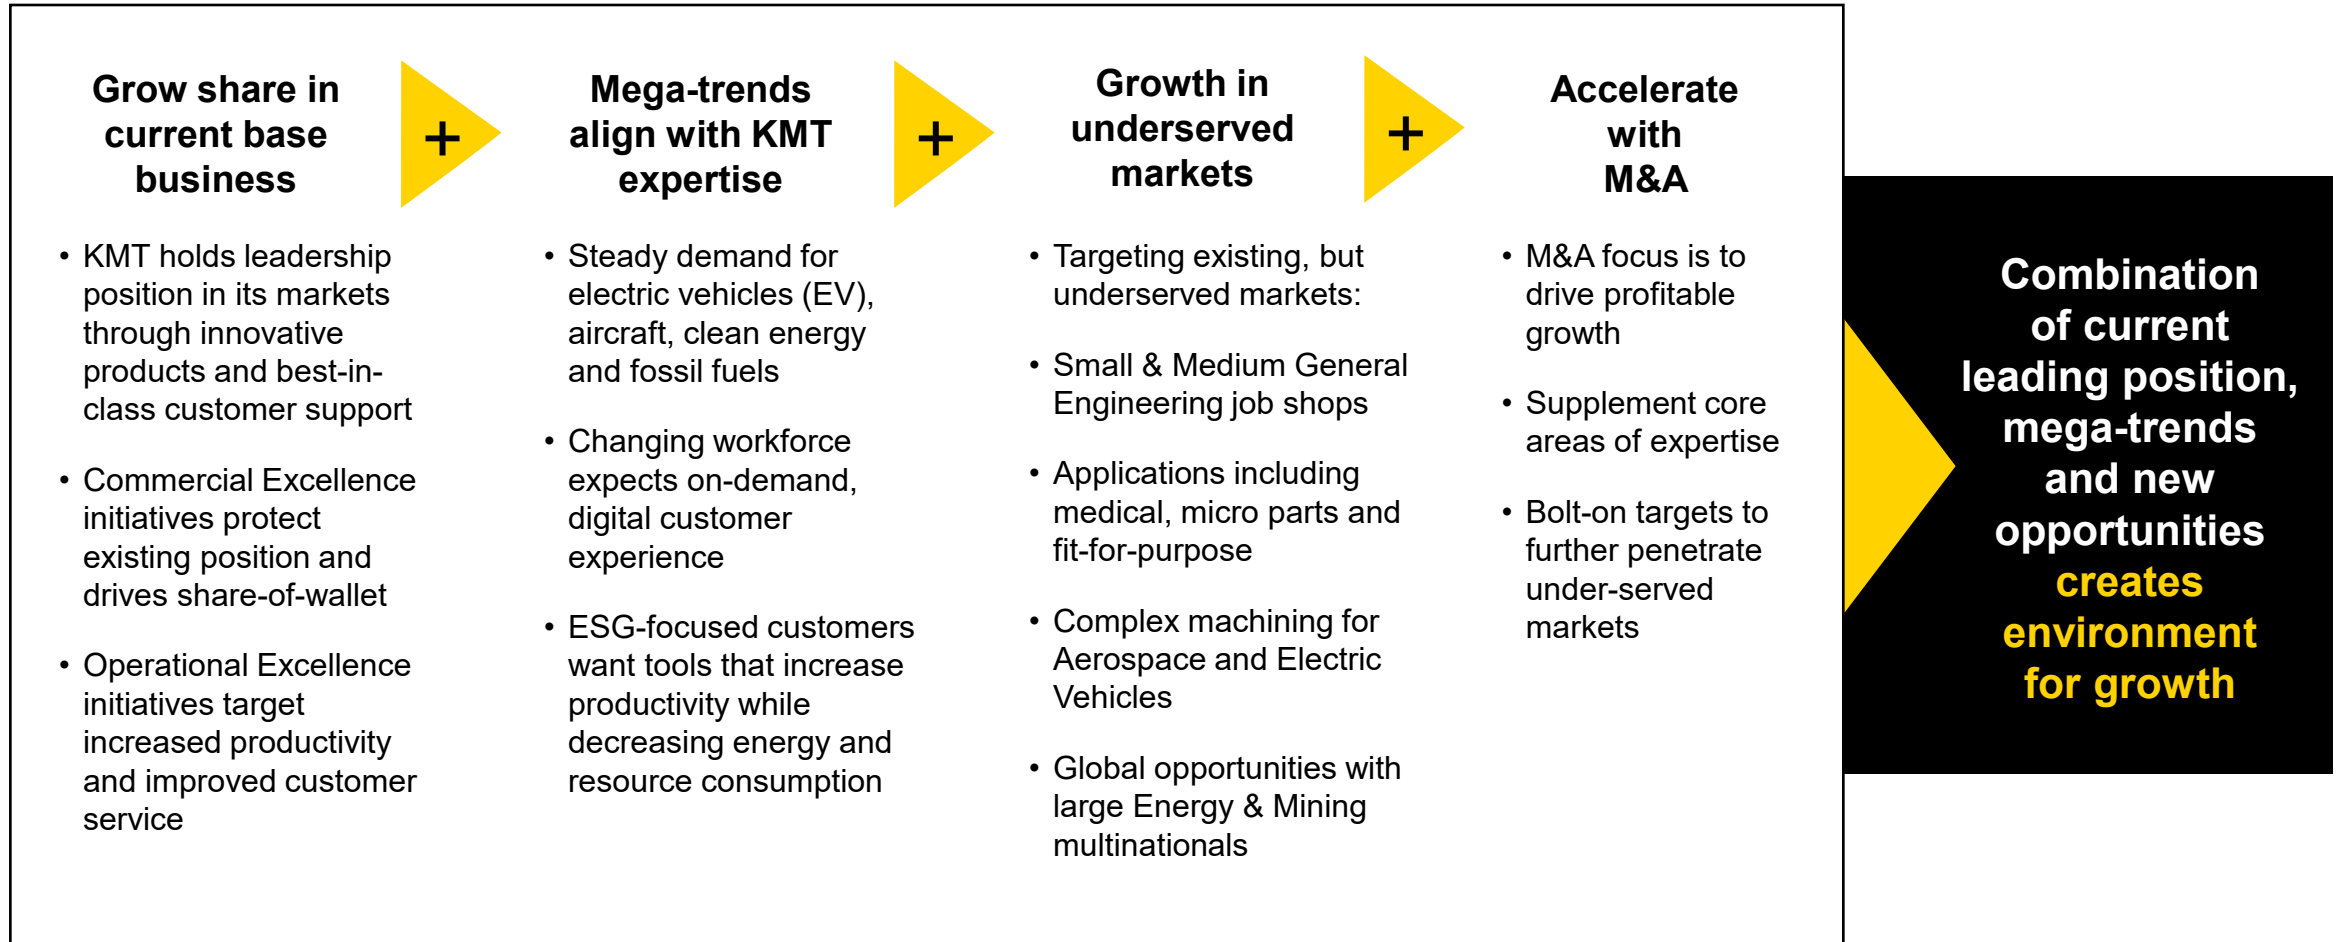 Grow share in
current base
business
+
Mega-trends
align with KMT
expertise
+
Growth in
underserved
markets
+
Accelerate
with
M&A
• KMT holds leadership
position in its markets
through innovative
products and best-in-
class customer support
• Commercial Excellence
initiatives protect
existing position and
drives share-of-wallet
• Operational Excellence
initiatives target
increased productivity
and improved customer
service
• Steady demand for
electric vehicles (EV),
aircraft, clean energy
and fossil fuels
• Changing workforce
expects on-demand,
digital customer
experience
• ESG-focused customers
want tools that increase
productivity while
decreasing energy and
resource consumption
• Targeting existing, but
underserved markets:
• Small & Medium General
Engineering job shops
• Applications including
medical, micro parts and
fit-for-purpose
• Complex machining for
Aerospace and Electric
Vehicles
• Global opportunities with
large Energy & Mining
multinationals
• M&A focus is to
drive profitable
growth
• Supplement core
areas of expertise
• Bolt-on targets to
further penetrate
under-served
markets
Combination
of current
leading position,
mega-trends
and new
opportunities
creates
environment
for growth